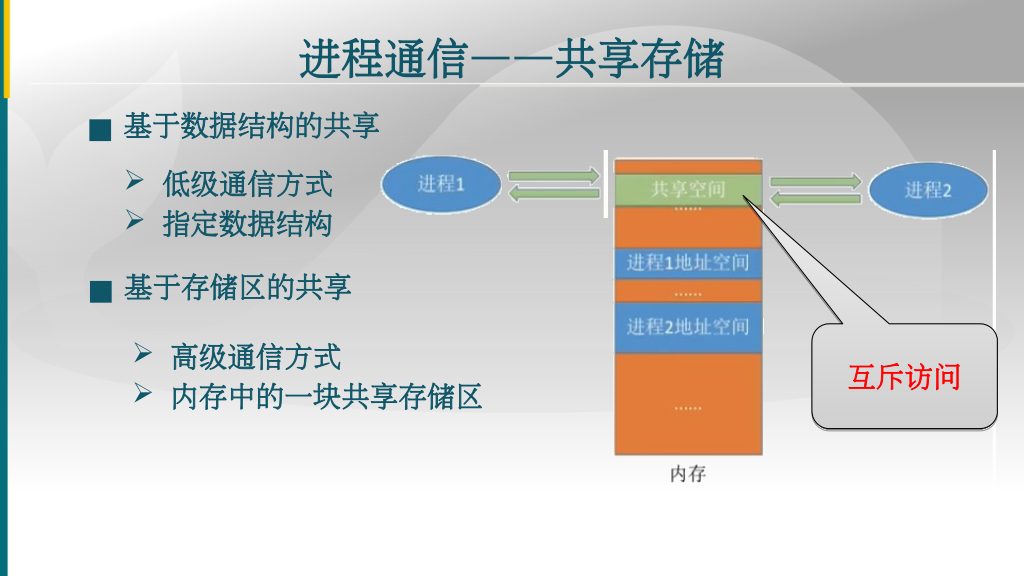 进程通信——共享存储
基于数据结构的共享
低级通信方式
指定数据结构
基于存储区的共享
高级通信方式
内存中的一块共享存储区
进程1
共享空间
进程2
……
进程1地址空间
……
进程2地址空间
互斥访问
……
内存